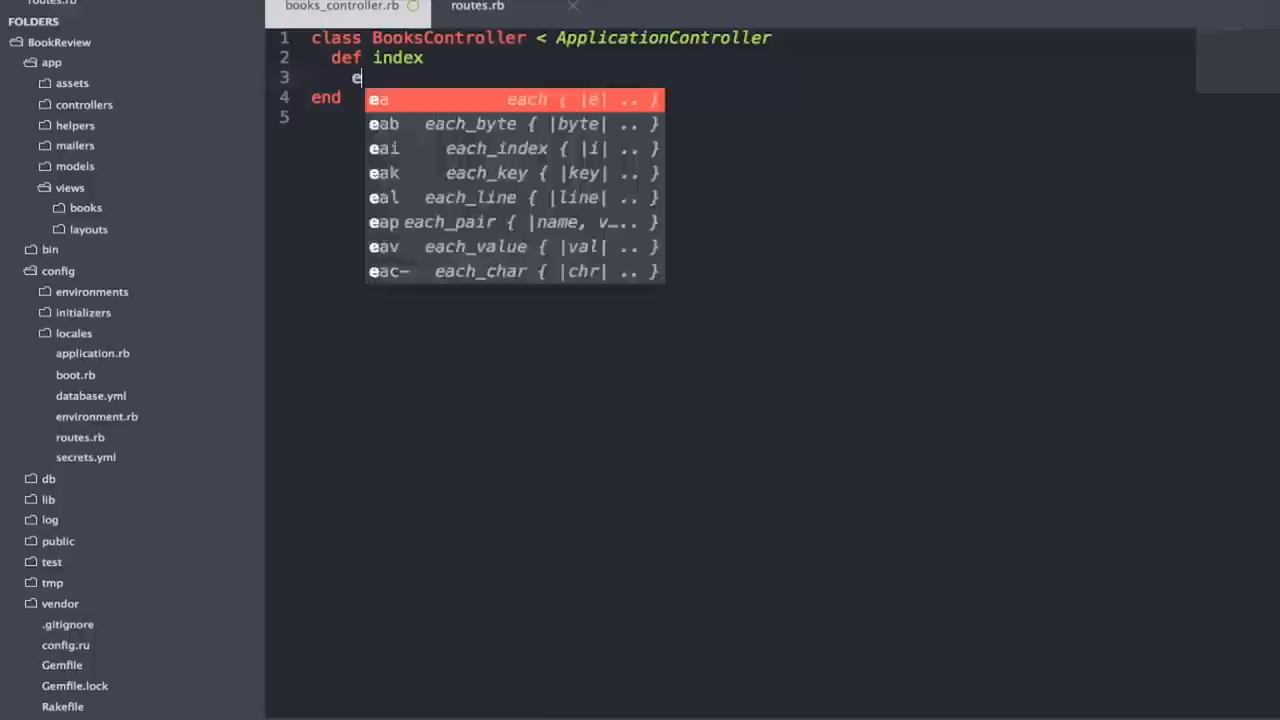 routes.rb
books_controller.rb
routes.rb
FOLDERS
BookReview
app
assets
controllers
helpers
mailers
models
views
books
layouts
bin
config
environments
initializers
locales
application.rb
boot.rb
database.yml
environment.rb
routes.rb
secrets.yml
db
lib
log
public
test
tmp
vendor
.gitignore
config.ru
Gemfile
Gemfile.lock
Rakefile
1 class BooksController < ApplicationController
2 def index
3 e
4 end
5
ea each { |e| .. }
eab each_byte { |byte| .. }
eai each_index { |i| .. }
eak each_key { |key| .. }
eal each_line { |line| .. }
eap each_pair { |name, v….. }
eav each_value { |val| .. }
eac– each_char { |chr| .. }